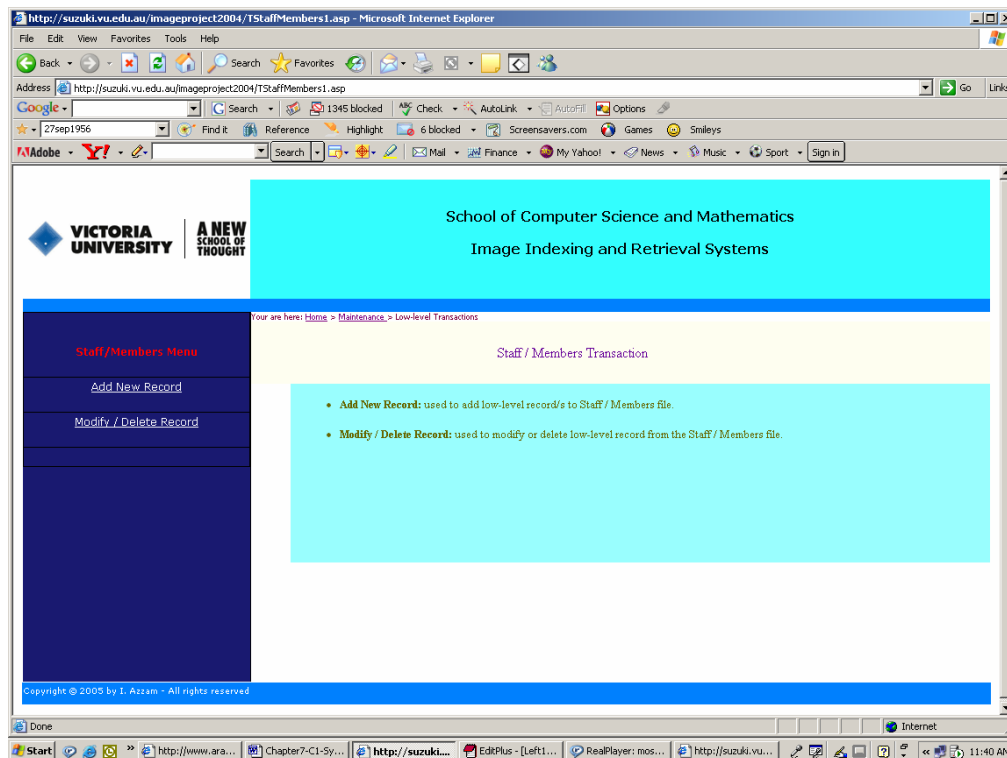 http://suzuki.vu.edu.au/imageproject2004/TStaffMembers1.asp - Microsoft Internet Explorer
File Edit View Favorites Tools Help
Back Search Favorites
Address http://suzuki.vu.edu.au/imageproject2004/TStaffMembers1.asp Go Links
Google Search 1345 blocked Check AutoLink AutoFill Options
27sep1956 Find it Reference Highlight 6 blocked Screensavers.com Games Smileys
Adobe Y! Search Mail Finance My Yahoo! News Music Sport Sign in
School of Computer Science and Mathematics
VICTORIA UNIVERSITY
A NEW SCHOOL OF THOUGHT
Image Indexing and Retrieval Systems
Your are here: Home > Maintenance > Low-level Transactions
Staff/Members Menu
Staff / Members Transaction
Add New Record
Modify / Delete Record
• Add New Record: used to add low-level record/s to Staff / Members file.
• Modify / Delete Record: used to modify or delete low-level record from the Staff / Members file.
Copyright © 2005 by I. Azzam - All rights reserved
Done Internet
Start » http://www.ara... Chapter7-C1-Sy... http://suzuki.... EditPlus - [Left1... RealPlayer: mos... http://suzuki.vu... « 11:40 AM